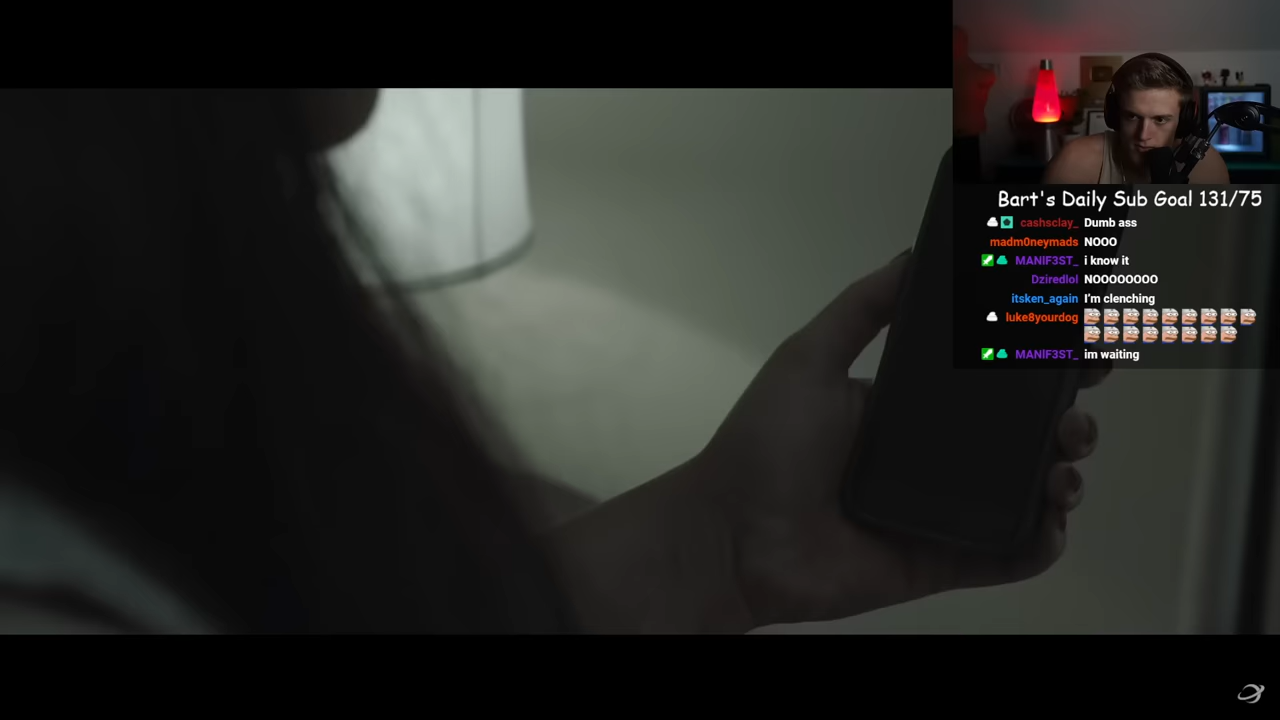 Bart's Daily Sub Goal 131/75
cashsclay_ Dumb ass
madm0neymads NOOO
MANIF3ST_ i know it
Dziredlol NOOOOOOOO
itsken_again I'm clenching
luke8yourdog
MANIF3ST_ im waiting